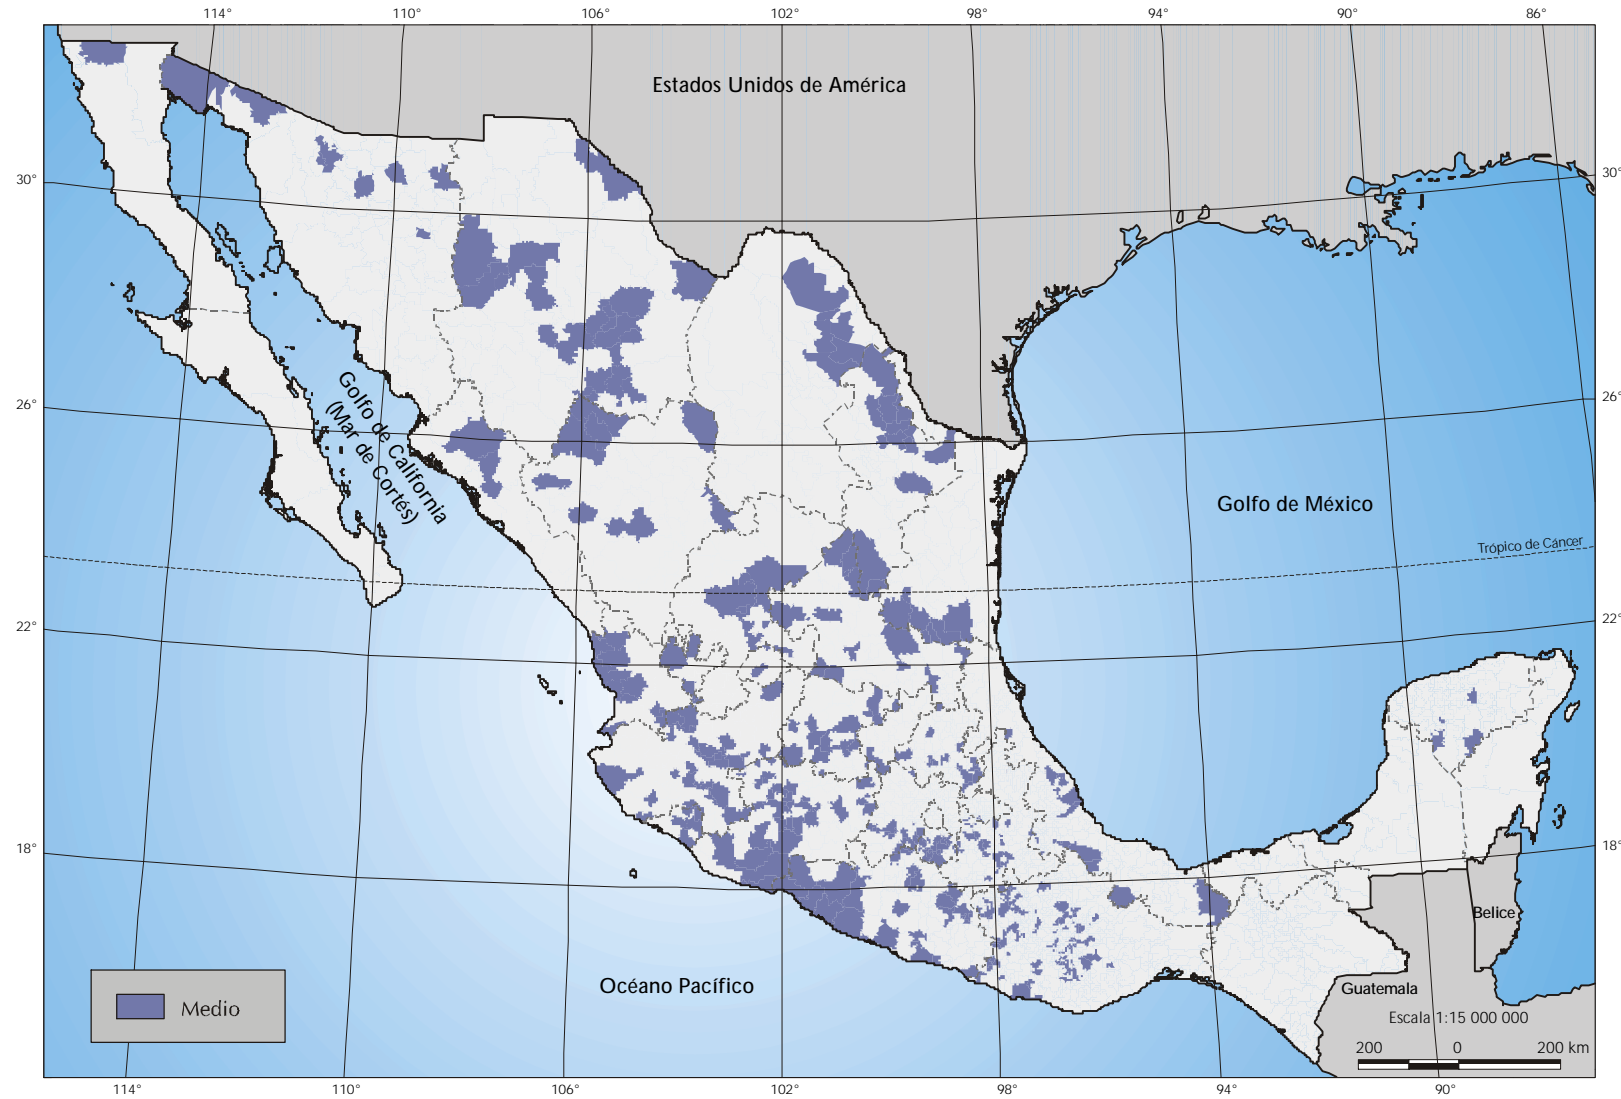 114° 110° 106° 102° 98° 94° 90° 86°
Estados Unidos de América
30° 30°
26° 26°
Golfo de California
(Mar de Cortés)
Golfo de México
Trópico de Cáncer
22° 22°
18° 18°
Belice
Océano Pacífico
Guatemala
Medio
Escala 1:15 000 000
200 0 200 km
114° 110° 106° 102° 98° 94° 90°